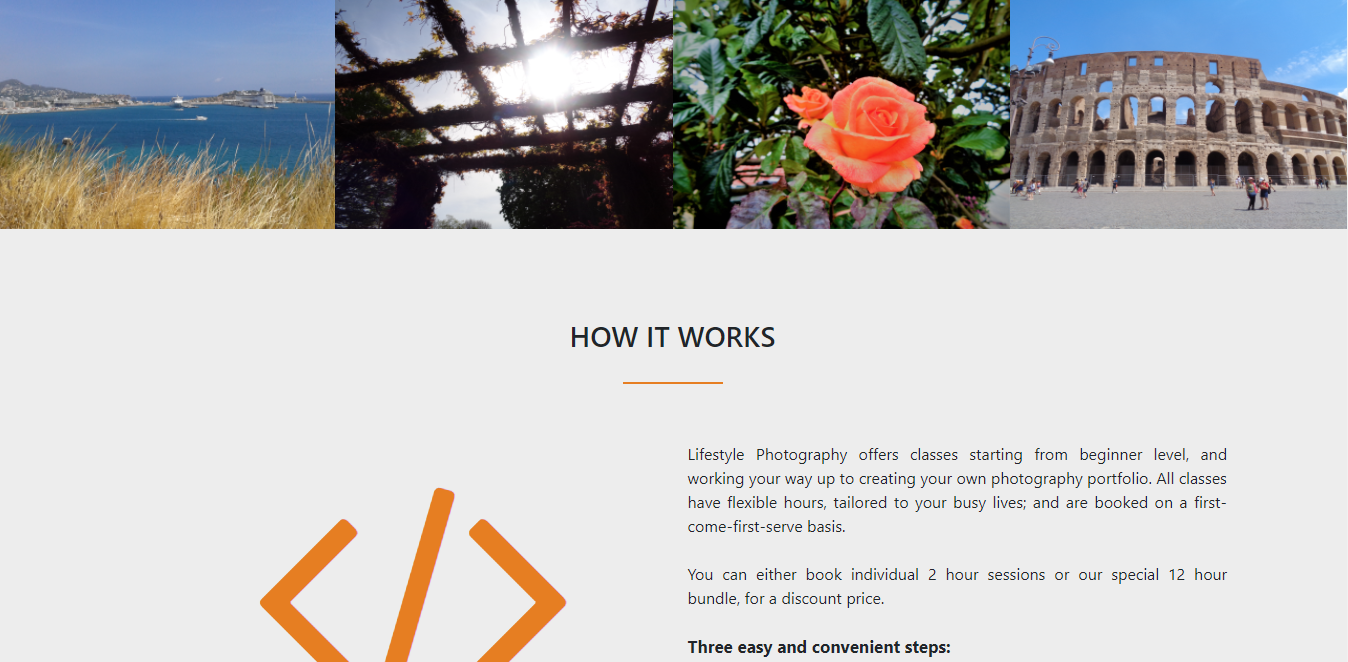 HOW IT WORKS
Lifestyle Photography offers classes starting from beginner level, and
working your way up to creating your own photography portfolio. All classes
have flexible hours, tailored to your busy lives; and are booked on a first-
come-first-serve basis.
You can either book individual 2 hour sessions or our special 12 hour
bundle, for a discount price.
Three easy and convenient steps: